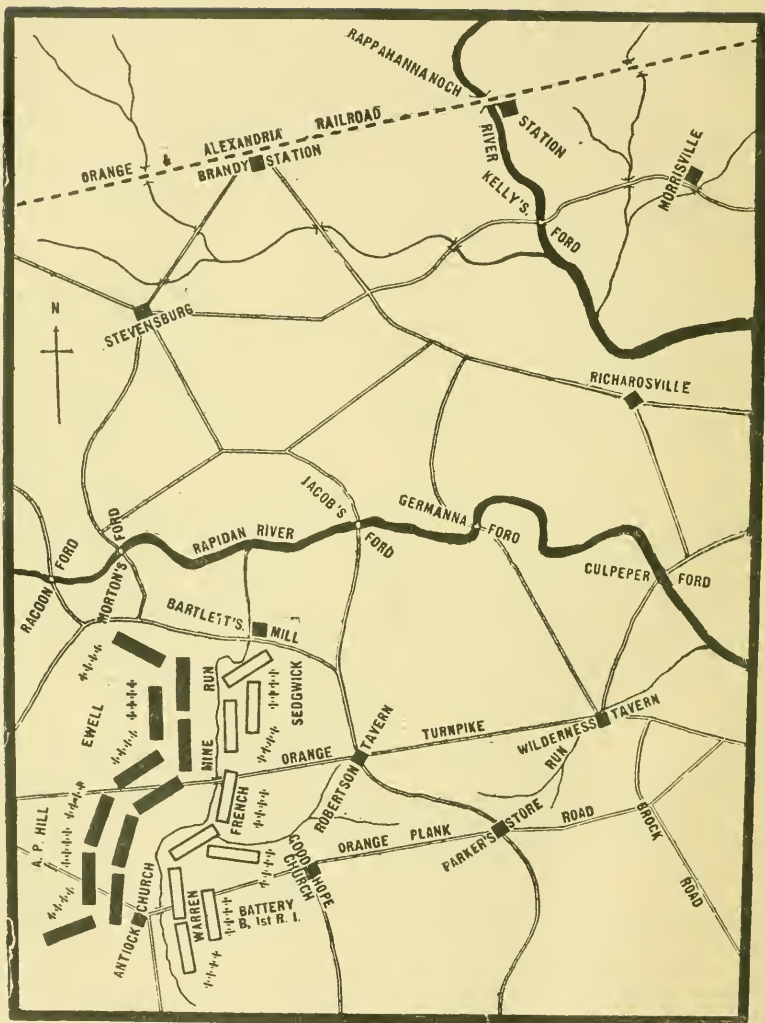 RAPPAHANNANOCH
STATION
RIVER
ORANGE & ALEXANDRIA RAILROAD
BRANDY STATION
MORRISVILLE
KELLY'S.
FORD
N
STEVENSBURG
RICHAROSVILLE
JACOB'S
FORD
GERMANNA FORD
RAPIDAN RIVER
CULPEPER FORD
RACOON FORD
MORTON'S FORD
BARTLETT'S
MILL
EWELL
MINE RUN
SEDGWICK
ORANGE TURNPIKE
ROBERTSON TAVERN
WILDERNESS TAVERN
RUN
A. P. HILL
FRENCH
GOOD HOPE
CHURCH
ORANGE PLANK ROAD
PARKER'S STORE
BROCK ROAD
ANTIOCK CHURCH
WARREN
BATTERY
B, 1st R. I.